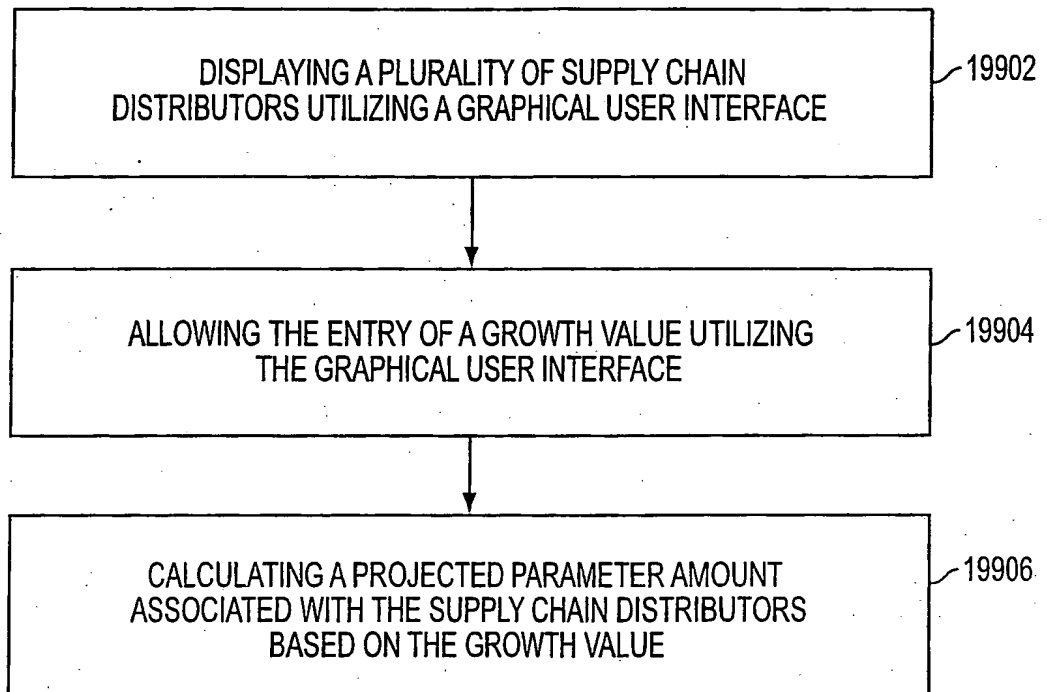 DISPLAYING A PLURALITY OF SUPPLY CHAIN
DISTRIBUTORS UTILIZING A GRAPHICAL USER INTERFACE
19902
ALLOWING THE ENTRY OF A GROWTH VALUE UTILIZING
THE GRAPHICAL USER INTERFACE
19904
CALCULATING A PROJECTED PARAMETER AMOUNT
ASSOCIATED WITH THE SUPPLY CHAIN DISTRIBUTORS
BASED ON THE GROWTH VALUE
19906